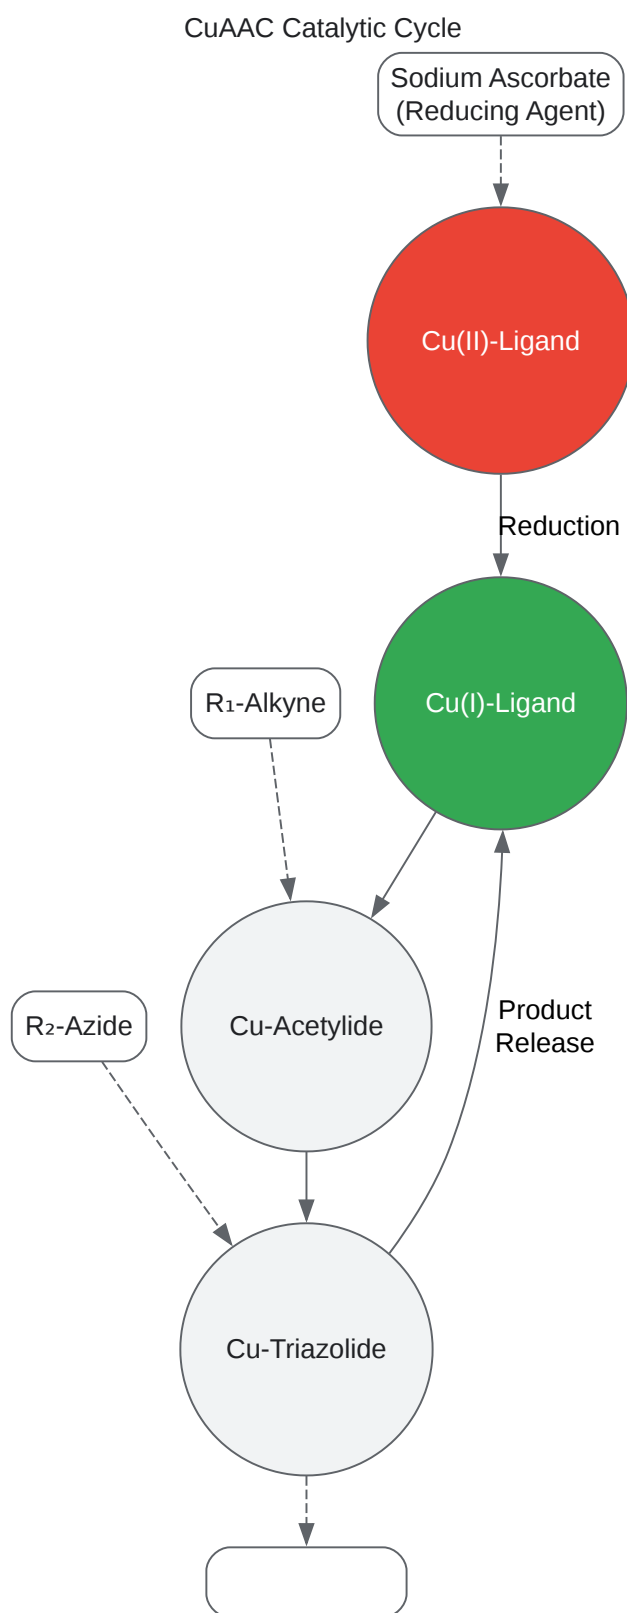 CuAAC Catalytic Cycle
Sodium Ascorbate
(Reducing Agent)
Cu(II)-Ligand
Reduction
R₁-Alkyne
Cu(I)-Ligand
Product
Release
R₂-Azide
Cu-Acetylide
Cu-Triazolide